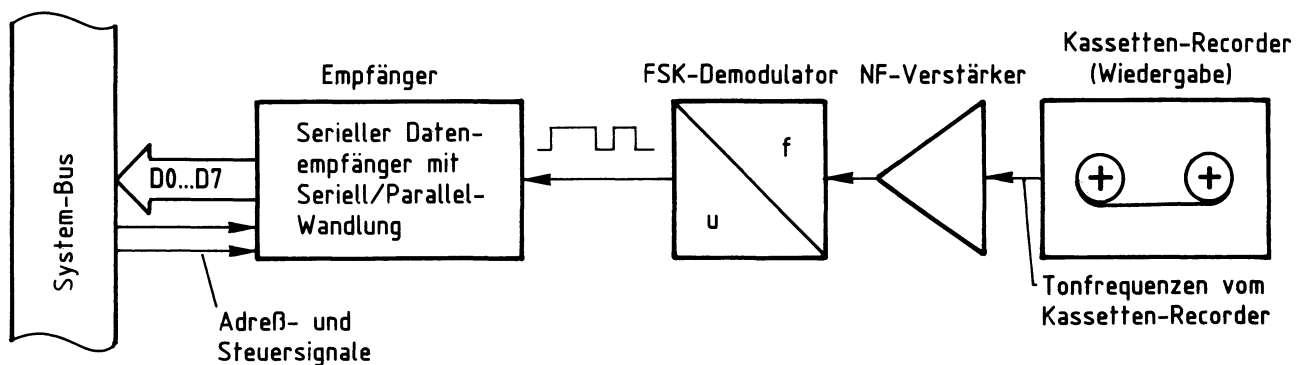 Kassetten-Recorder
(Wiedergabe)
Empfänger
FSK-Demodulator
NF-Verstärker
Serieller Daten-
empfänger mit
Seriell/Parallel-
Wandlung
D0...D7
f
u
System-Bus
Adreß- und
Steuersignale
Tonfrequenzen vom
Kassetten-Recorder